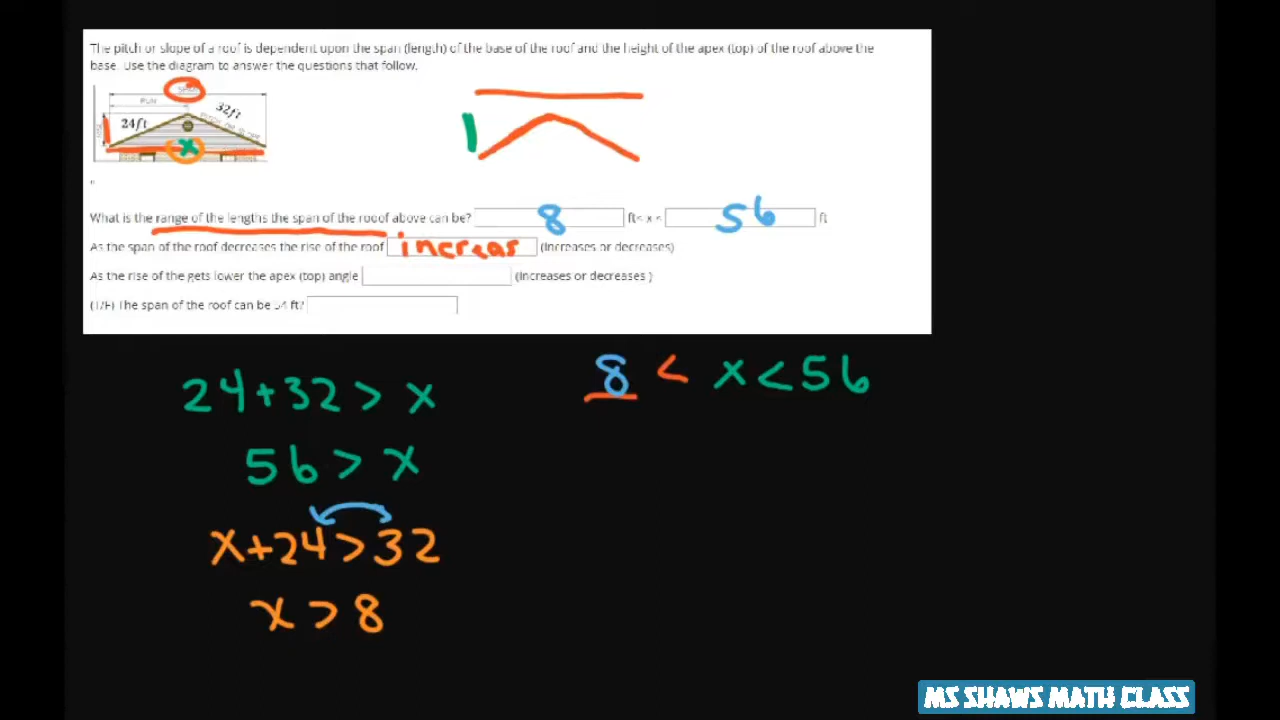 The pitch or slope of a roof is dependent upon the span (length) of the base of the roof and the height of the apex (top) of the roof above the
base. Use the diagram to answer the questions that follow.
RUN
24ft
32ft
x
"
What is the range of the lengths the span of the rooof above can be? 8 ft< x < 56 ft
As the span of the roof decreases the rise of the roof increas (increases or decreases)
As the rise of the gets lower the apex (top) angle (increases or decreases )
(T/F) The span of the roof can be 54 ft?
24+32 > x
8 < x < 56
56 > x
x+24 > 32
x > 8
MS SHAWS MATH CLASS